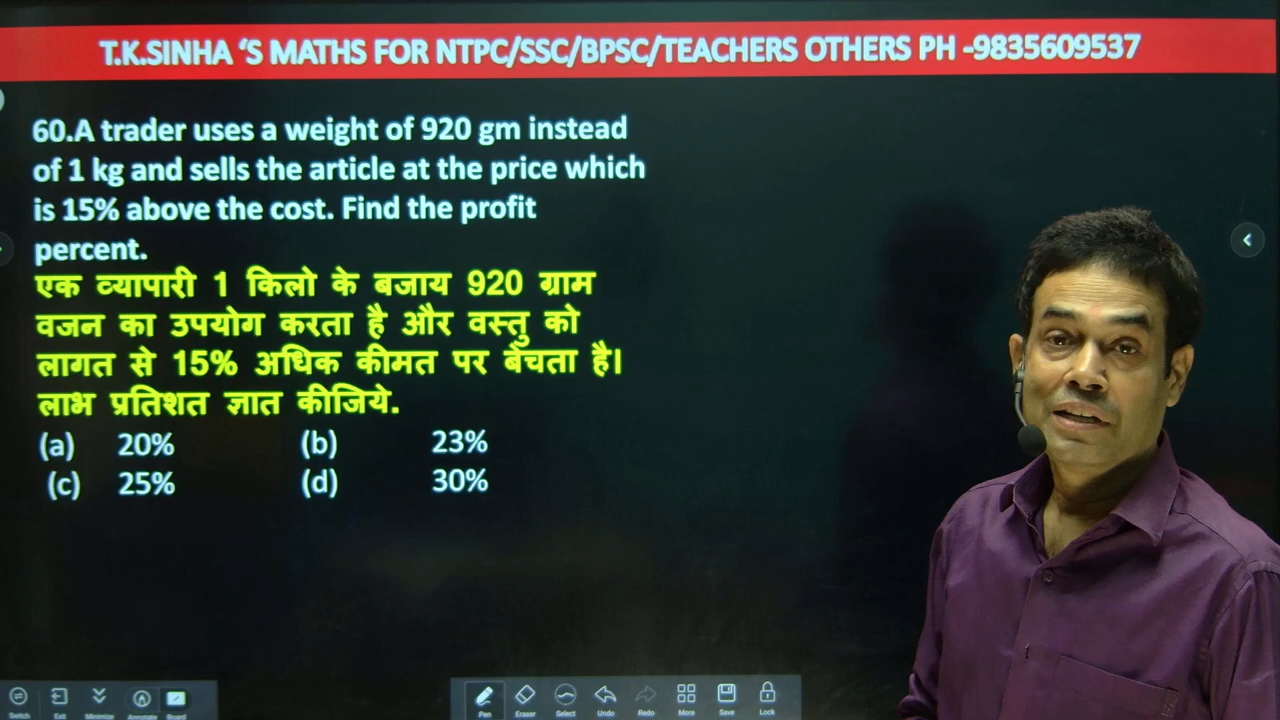 T.K.SINHA ‘S MATHS FOR NTPC/SSC/BPSC/TEACHERS OTHERS PH -9835609537
60.A trader uses a weight of 920 gm instead
of 1 kg and sells the article at the price which
is 15% above the cost. Find the profit
percent.
एक व्यापारी 1 किलो के बजाय 920 ग्राम
वजन का उपयोग करता है और वस्तु को
लागत से 15% अधिक कीमत पर बेचता है।
लाभ प्रतिशत ज्ञात कीजिये.
(a) 20% (b) 23%
(c) 25% (d) 30%
Switch Exit Minimize Annotate Board Pen Eraser Select Undo Redo More Save Lock